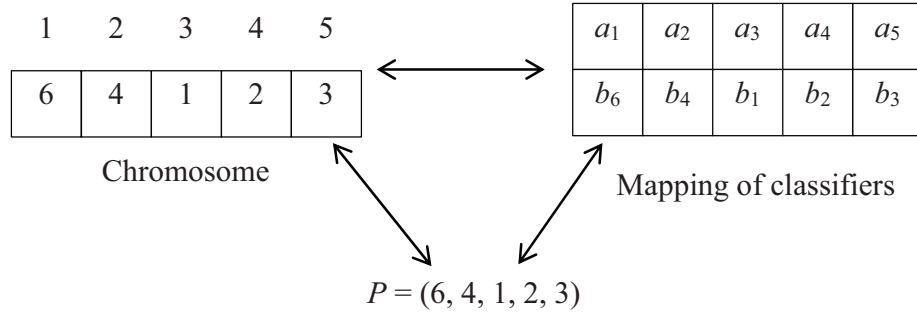 1 2 3 4 5
6 4 1 2 3
Chromosome
a1 a2 a3 a4 a5
b6 b4 b1 b2 b3
Mapping of classifiers
P = (6, 4, 1, 2, 3)